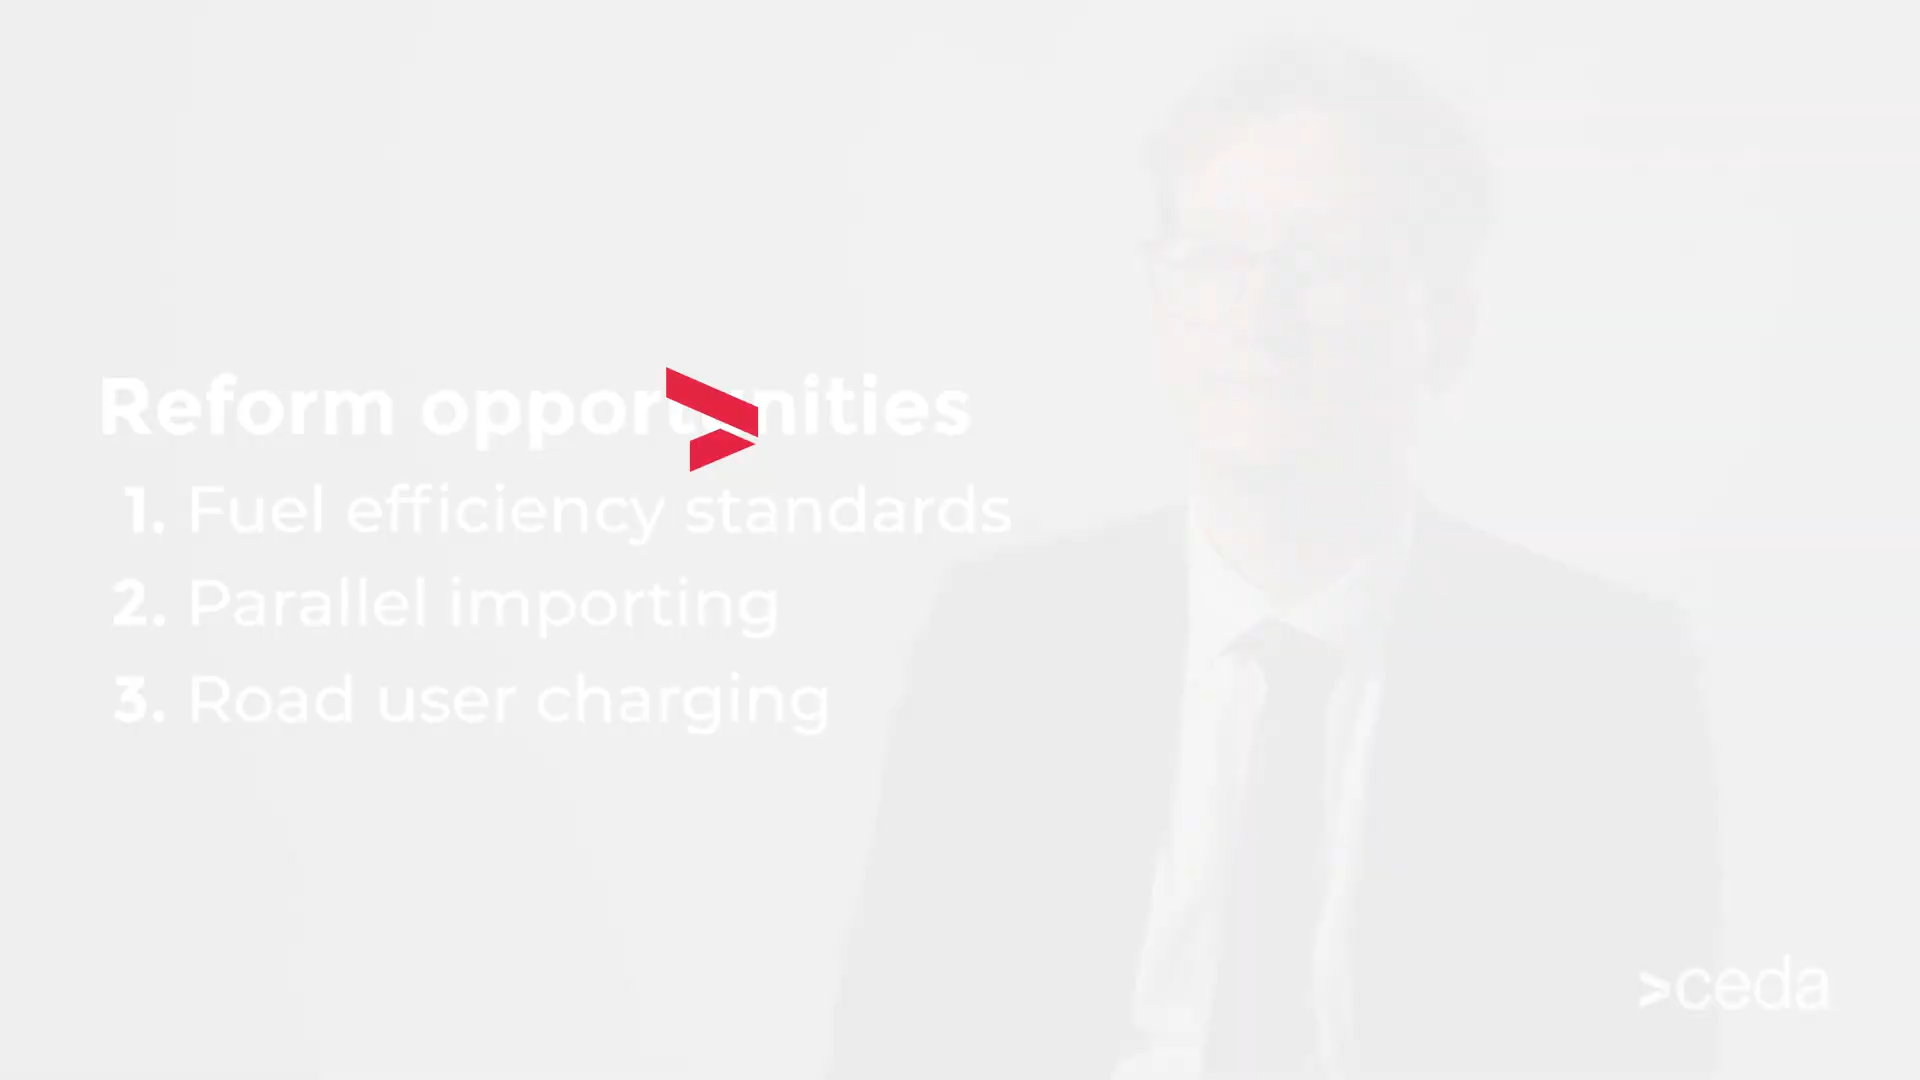 Reform opportunities
1. Fuel efficiency standards
2. Parallel importing
3. Road user charging
>ceda